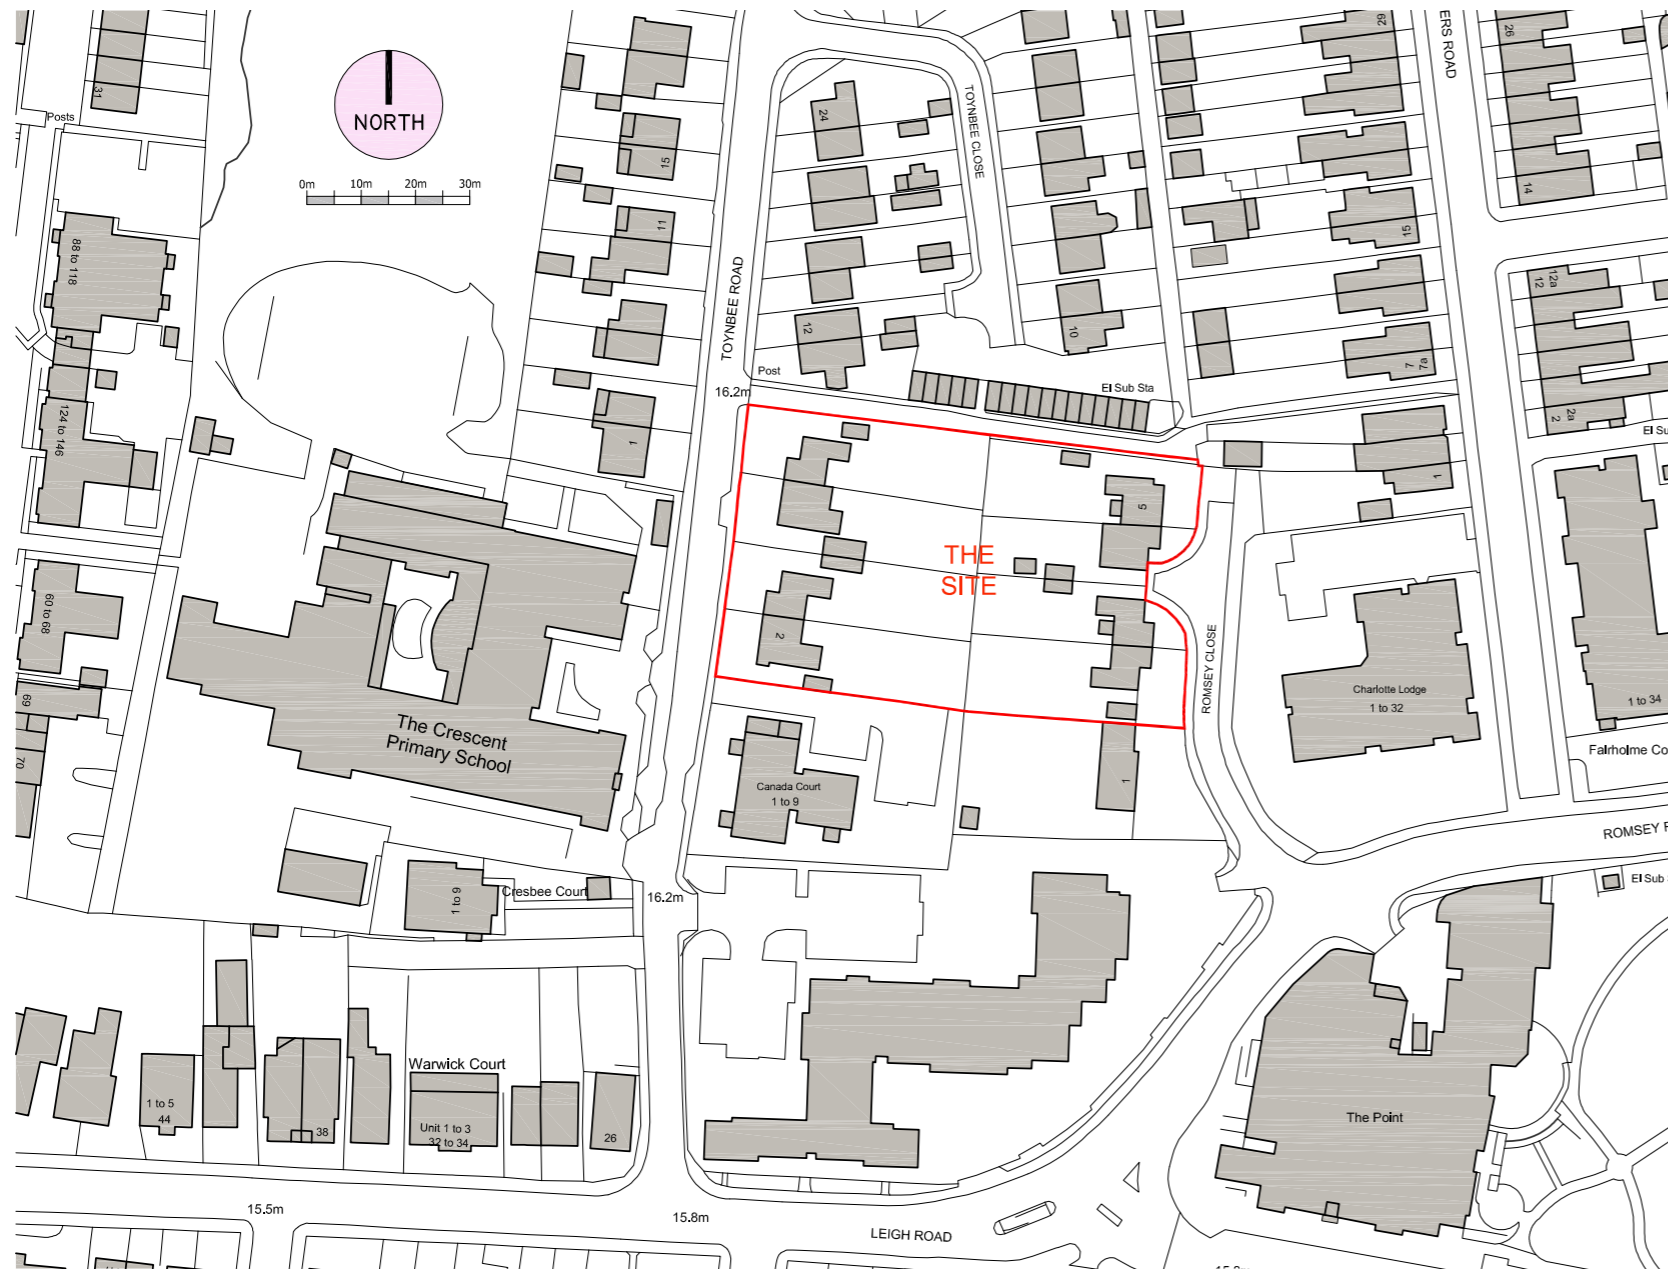 NORTH
0m 10m 20m 30m
31
Posts
15
11
1
88 to 118
124 to 146
60 to 68
69
70
TOYNBEE ROAD
TOYNBEE CLOSE
24
12
10
Post
16.2m
El Sub Sta
29
15
7
7a
1
ERS ROAD
26
14
12a
12
2a
2
El Su
THE
SITE
5
2
1
ROMSEY CLOSE
Charlotte Lodge
1 to 32
1 to 34
Fairholme Co
ROMSEY R
El Sub
The Crescent
Primary School
Canada Court
1 to 9
1 to 9
Cresbee Court
16.2m
Warwick Court
1 to 5
44
38
Unit 1 to 3
32 to 34
26
The Point
15.5m
15.8m
LEIGH ROAD